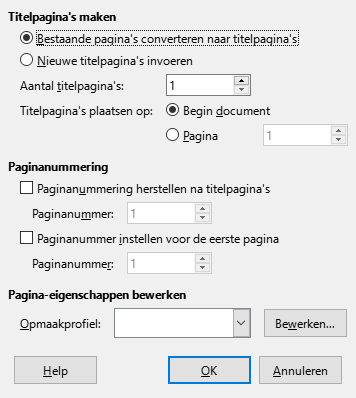 Titelpagina's maken
Bestaande pagina's converteren naar titelpagina's
Nieuwe titelpagina's invoeren
Aantal titelpagina's: 1
Titelpagina's plaatsen op: Begin document
Pagina 1
Paginanummering
Paginanummering herstellen na titelpagina's
Paginanummer: 1
Paginanummer instellen voor de eerste pagina
Paginanummer: 1
Pagina-eigenschappen bewerken
Opmaakprofiel: Bewerken...
Help OK Annuleren